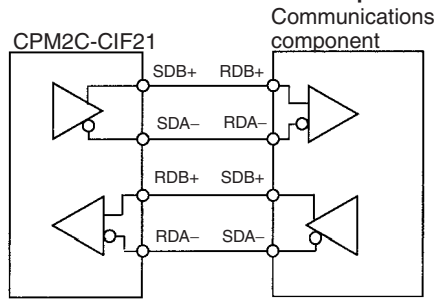 Communications
component
CPM2C-CIF21
SDB+ RDB+
SDA− RDA−
RDB+ SDB+
RDA− SDA−